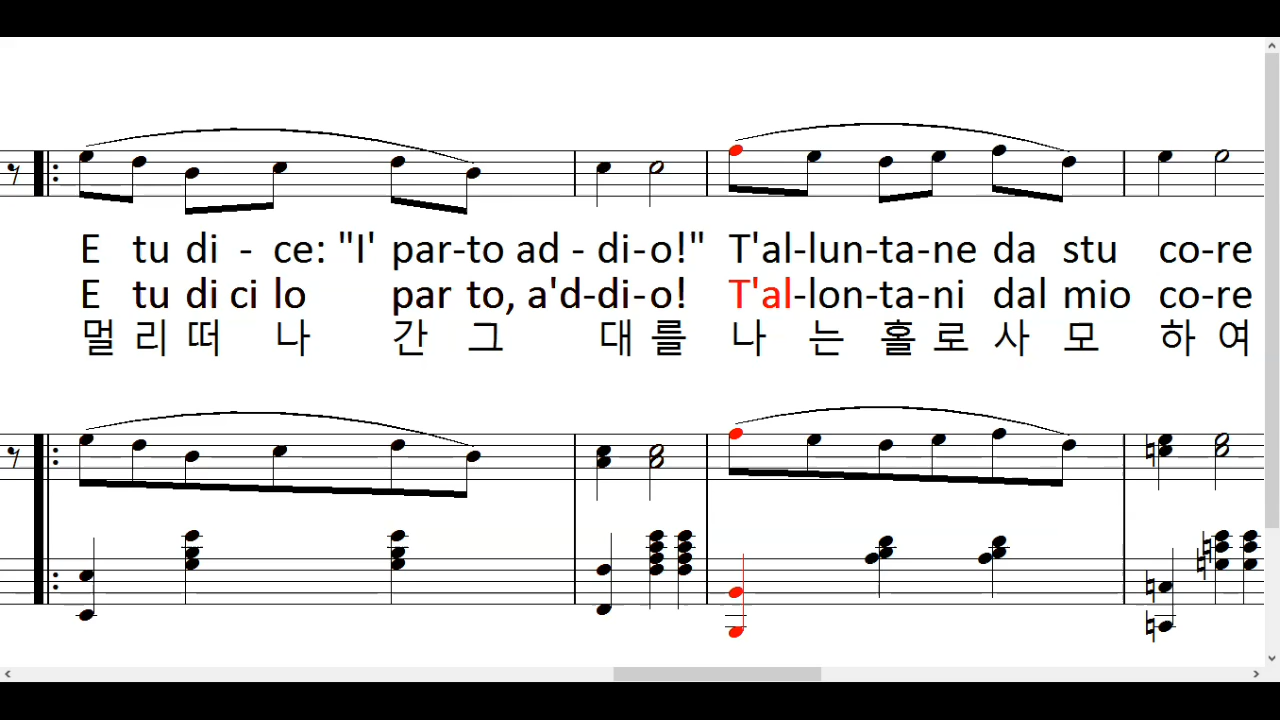 E tu di - ce: "I' par-to ad - di-o!" T'al-lun-ta-ne da stu co-re
E tu di ci lo par to, a'd-di-o! T'al-lon-ta-ni dal mio co-re
멀 리 떠 나 간 그 대 를 나 는 홀 로 사 모 하 여